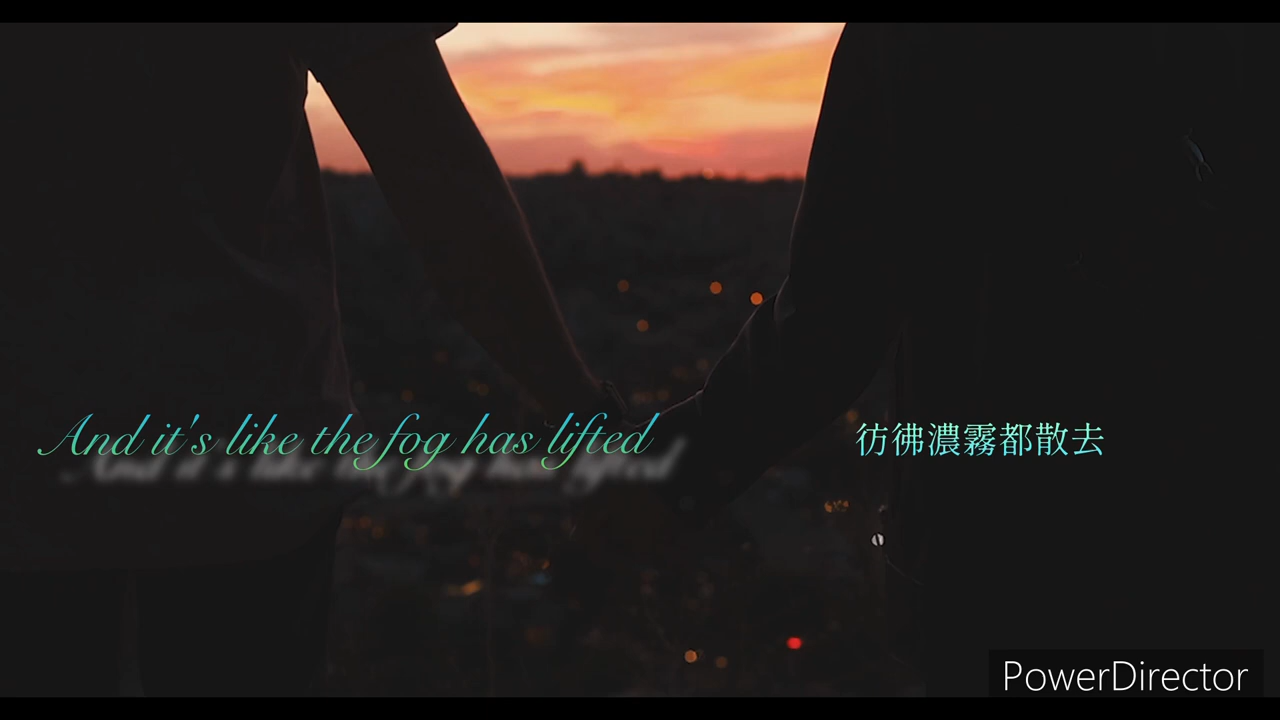 And it's like the fog has lifted
彷彿濃霧都散去
PowerDirector